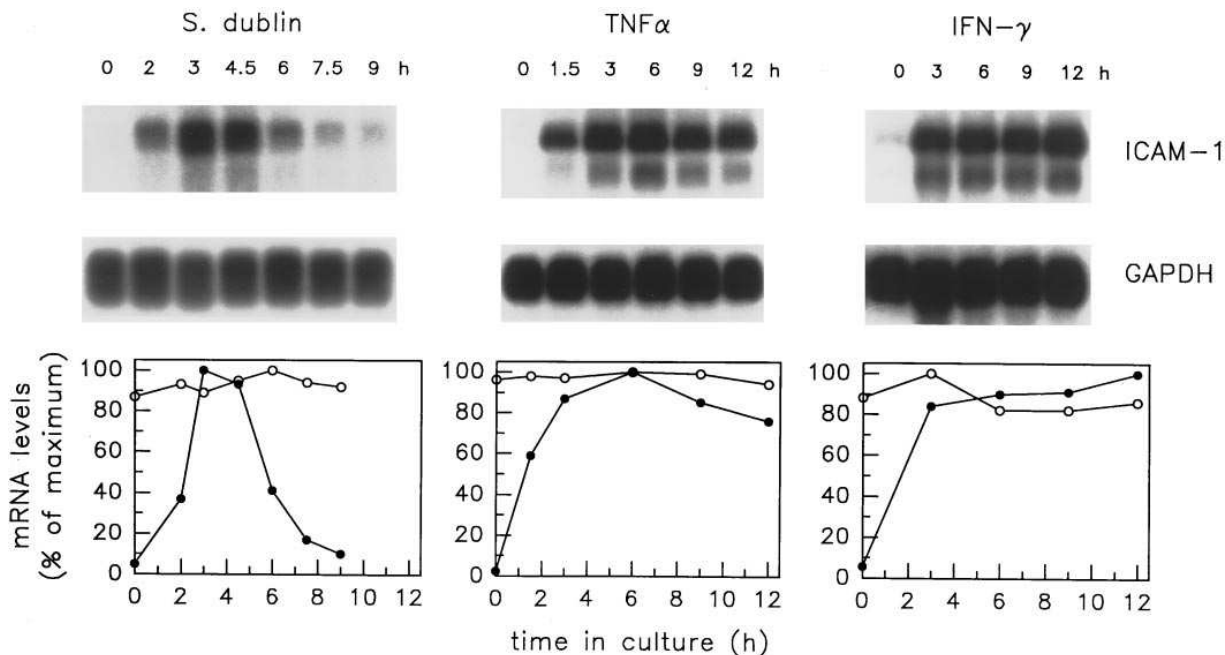 S. dublin TNFα IFN-γ
0 2 3 4.5 6 7.5 9 h 0 1.5 3 6 9 12 h 0 3 6 9 12 h
ICAM-1
GAPDH
mRNA levels
(% of maximum)
100 100 100
80 80 80
60 60 60
40 40 40
20 20 20
0 0 0
0 2 4 6 8 10 12 0 2 4 6 8 10 12 0 2 4 6 8 10 12
time in culture (h)